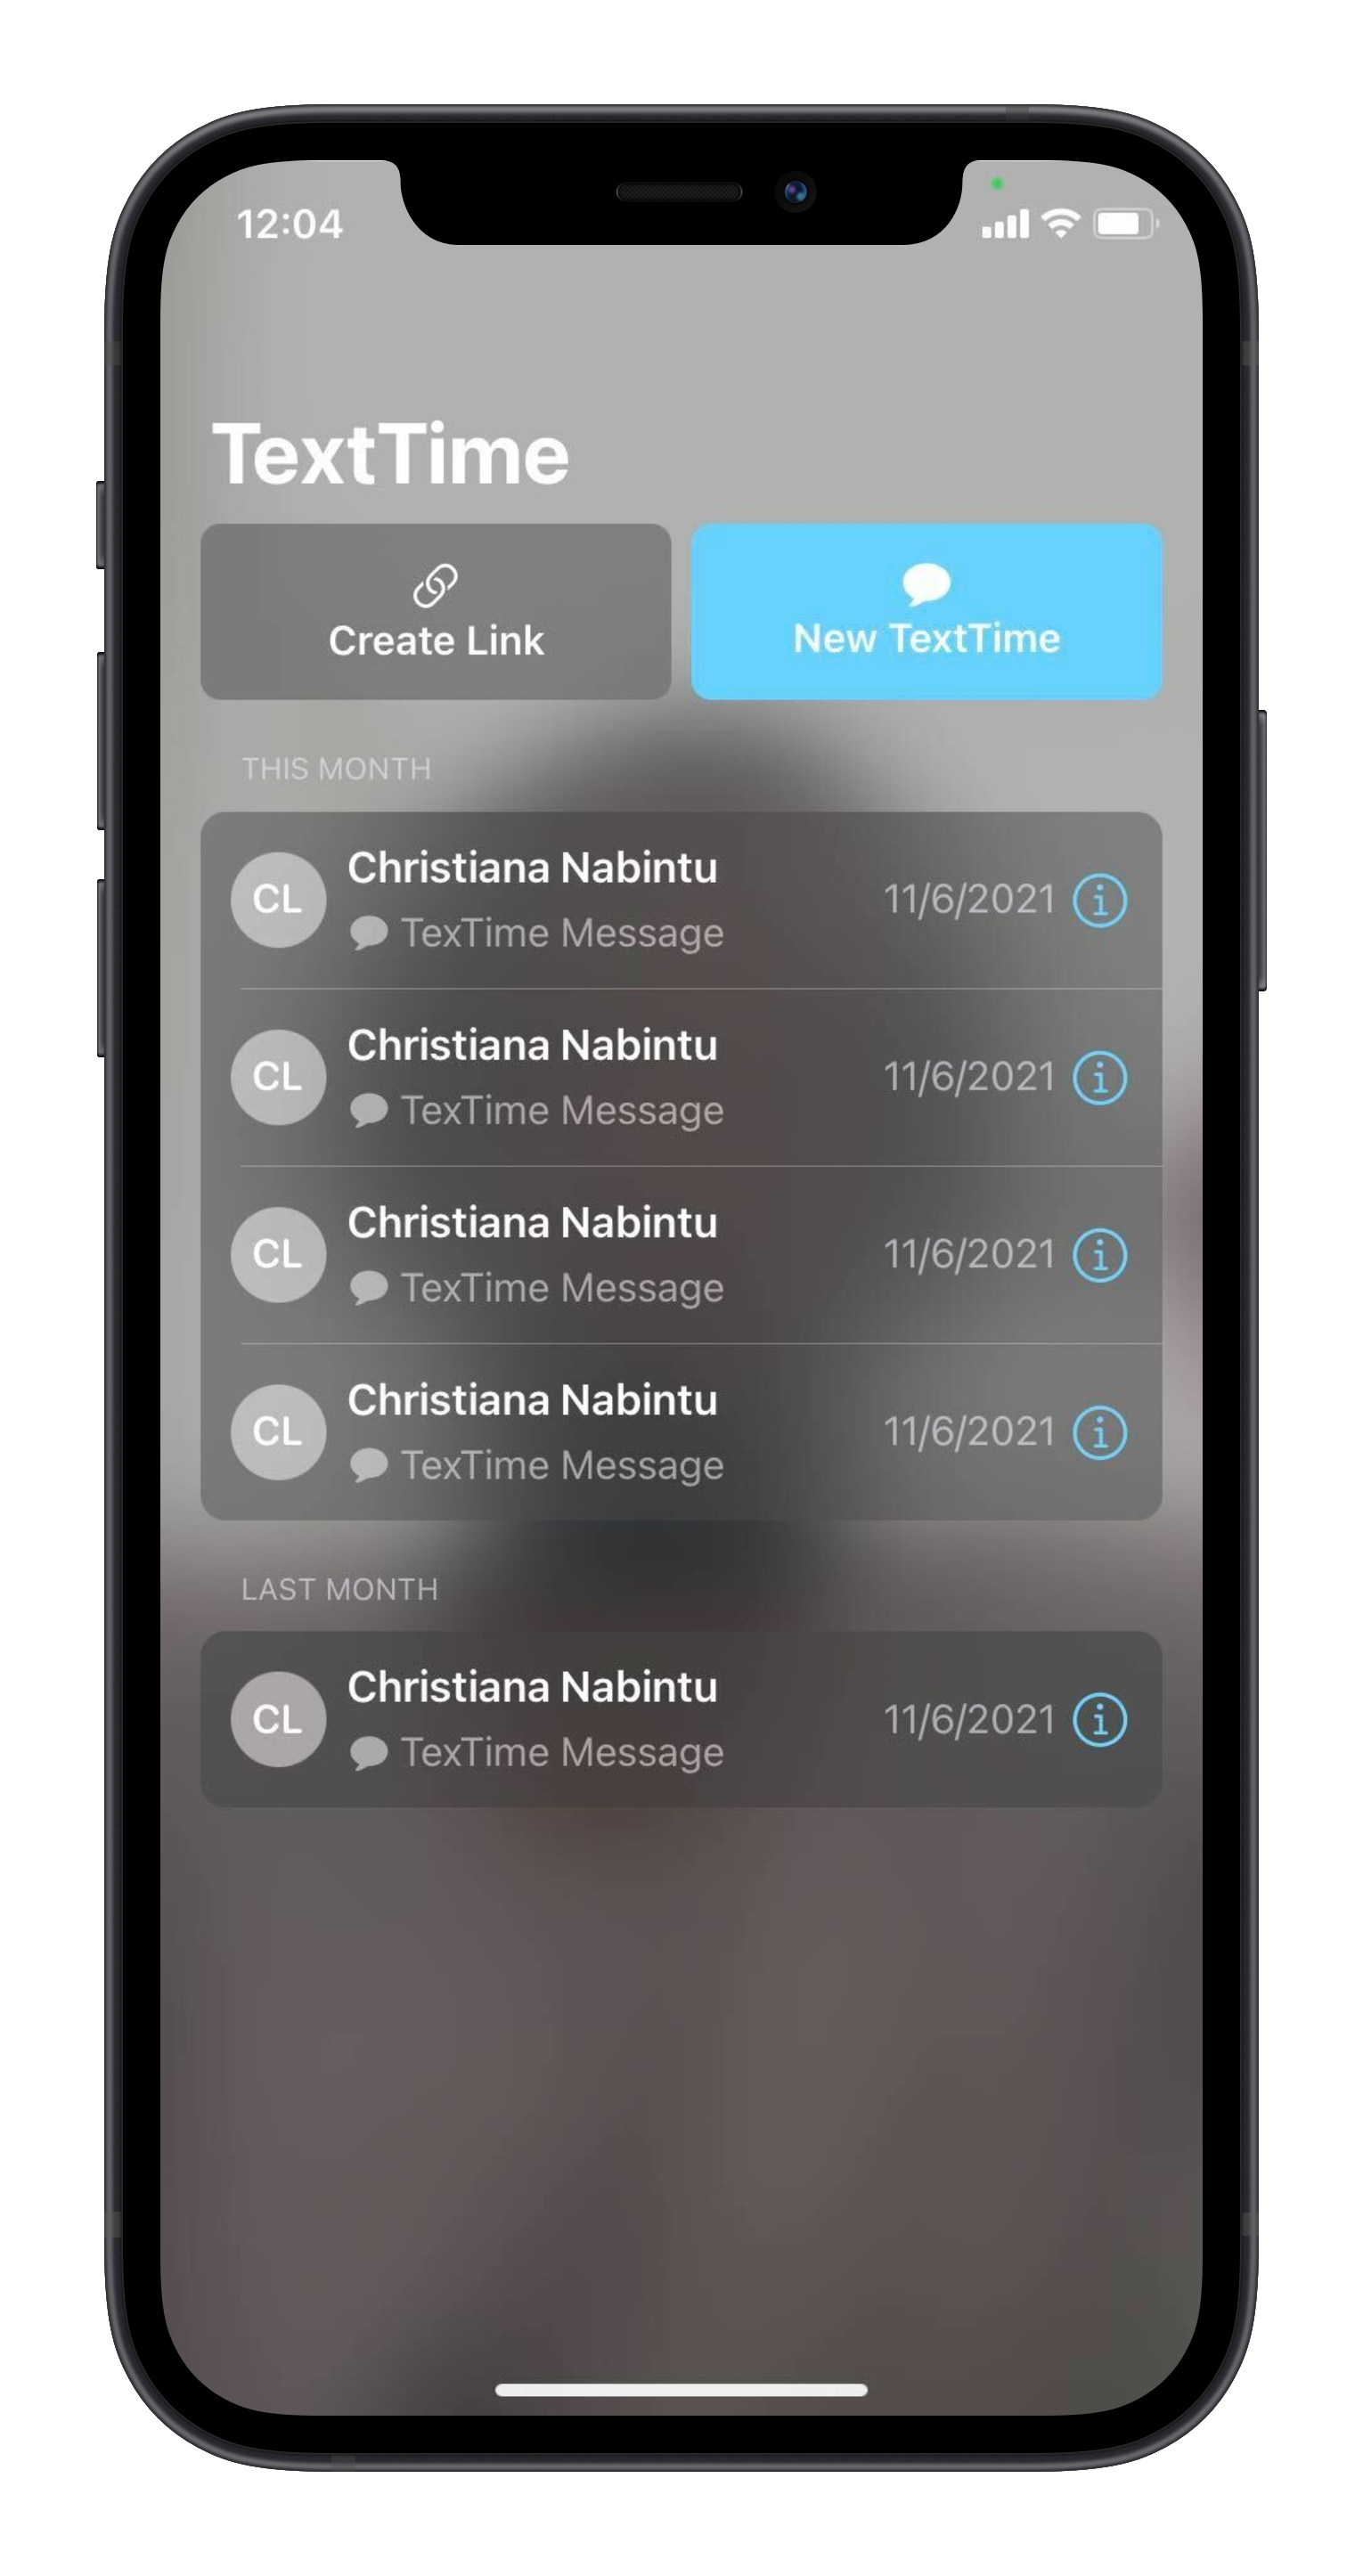 12:04
TextTime
Create Link
New TextTime
THIS MONTH
CL
Christiana Nabintu
TexTime Message
11/6/2021
CL
Christiana Nabintu
TexTime Message
11/6/2021
CL
Christiana Nabintu
TexTime Message
11/6/2021
CL
Christiana Nabintu
TexTime Message
11/6/2021
LAST MONTH
CL
Christiana Nabintu
TexTime Message
11/6/2021